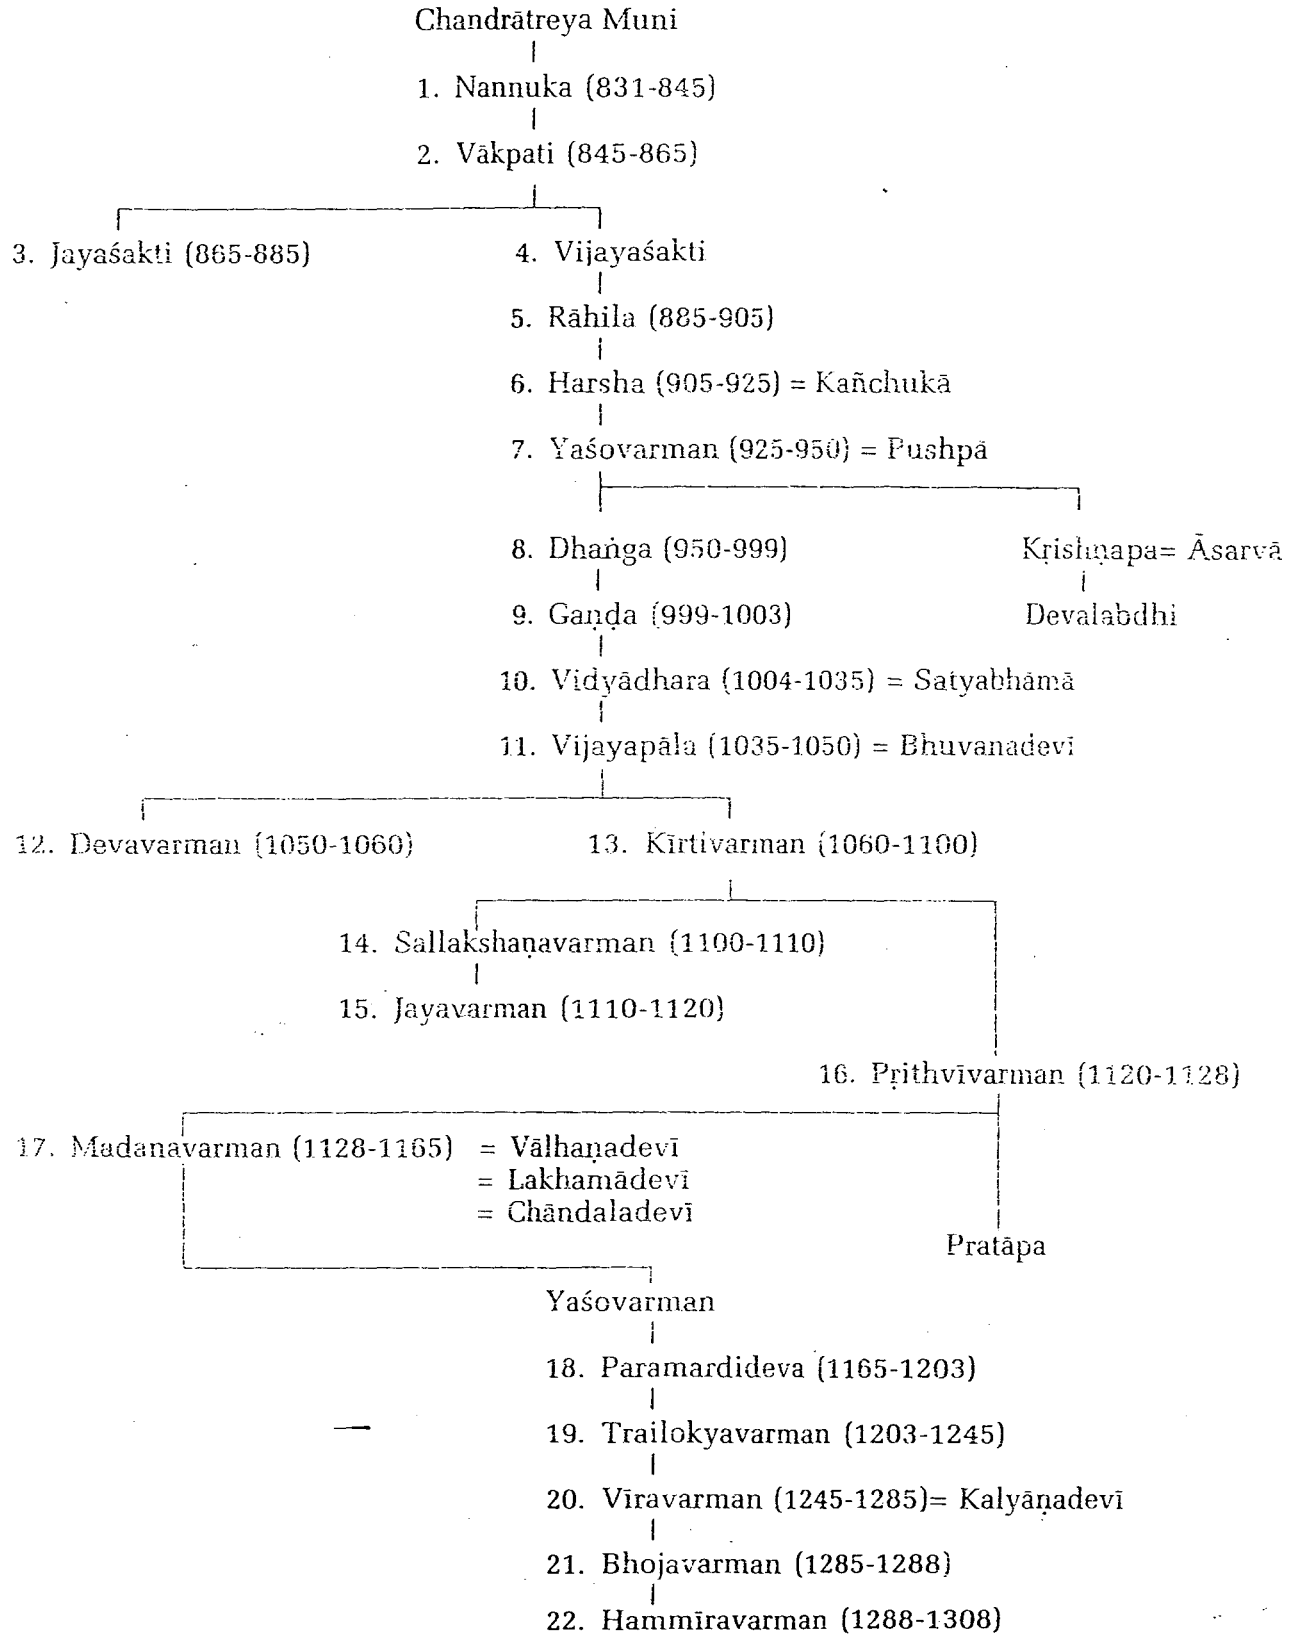 Chandrātreya Muni
1. Nannuka (831-845)
2. Vākpati (845-865)
3. Jayaśakti (865-885) 4. Vijayaśakti
5. Rāhila (885-905)
6. Harsha (905-925) = Kañchukā
7. Yaśovarman (925-950) = Pushpā
8. Dhaṅga (950-999) Kṛishṇapa= Āsarvā
9. Gaṇḍa (999-1003) Devalabdhi
10. Vidyādhara (1004-1035) = Satyabhāmā
11. Vijayapāla (1035-1050) = Bhuvanadevī
12. Devavarman (1050-1060) 13. Kīrtivarman (1060-1100)
14. Sallakshaṇavarman (1100-1110)
15. Jayavarman (1110-1120)
16. Pṛithvīvarman (1120-1128)
17. Madanavarman (1128-1165) = Vālhaṇadevī
= Lakhamādevī
= Chāndaladevī
Pratāpa
Yaśovarman
18. Paramardideva (1165-1203)
19. Trailokyavarman (1203-1245)
20. Vīravarman (1245-1285)= Kalyāṇadevī
21. Bhojavarman (1285-1288)
22. Hammīravarman (1288-1308)